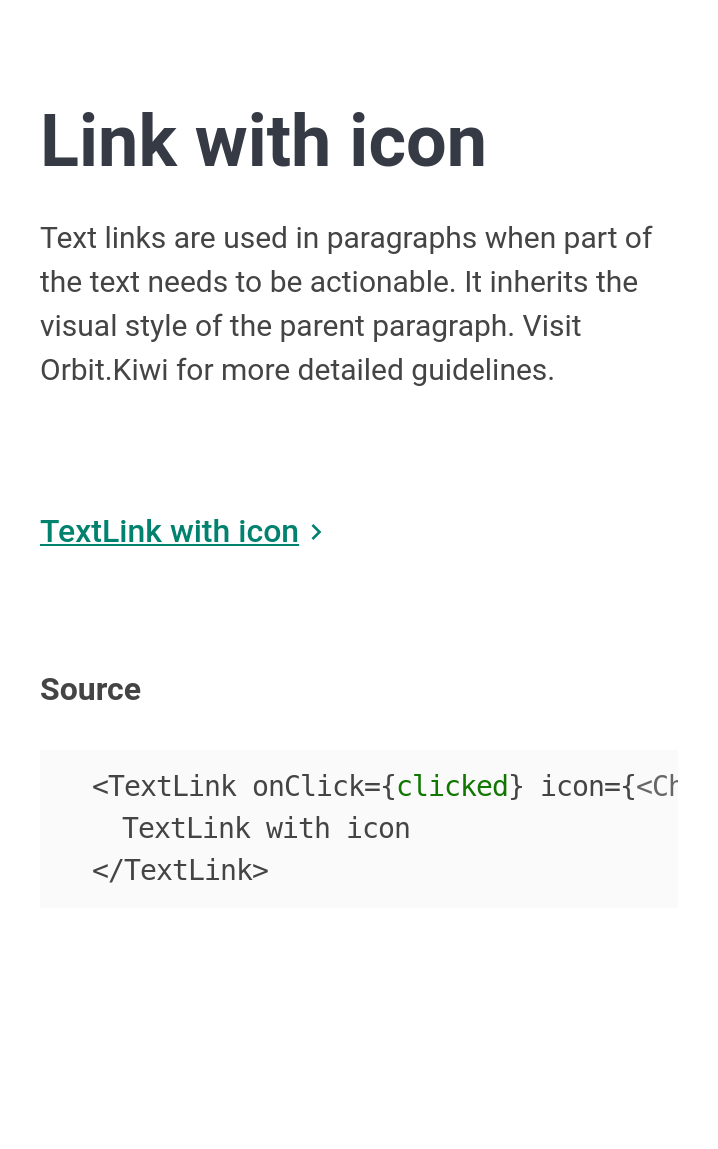 Link with icon
Text links are used in paragraphs when part of
the text needs to be actionable. It inherits the
visual style of the parent paragraph. Visit
Orbit.Kiwi for more detailed guidelines.
TextLink with icon
Source
<TextLink onClick={clicked} icon={<Ch
TextLink with icon
</TextLink>